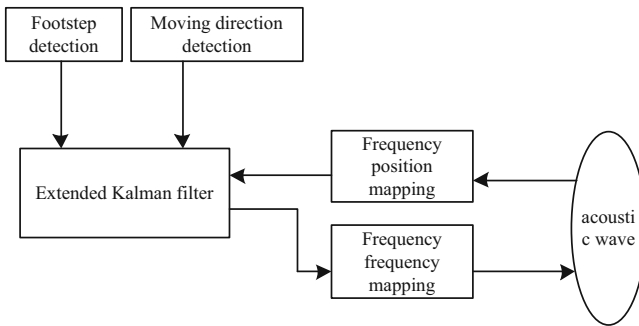 Footstep
detection
Moving direction
detection
Frequency
position
mapping
Extended Kalman filter
acousti
c wave
Frequency
frequency
mapping